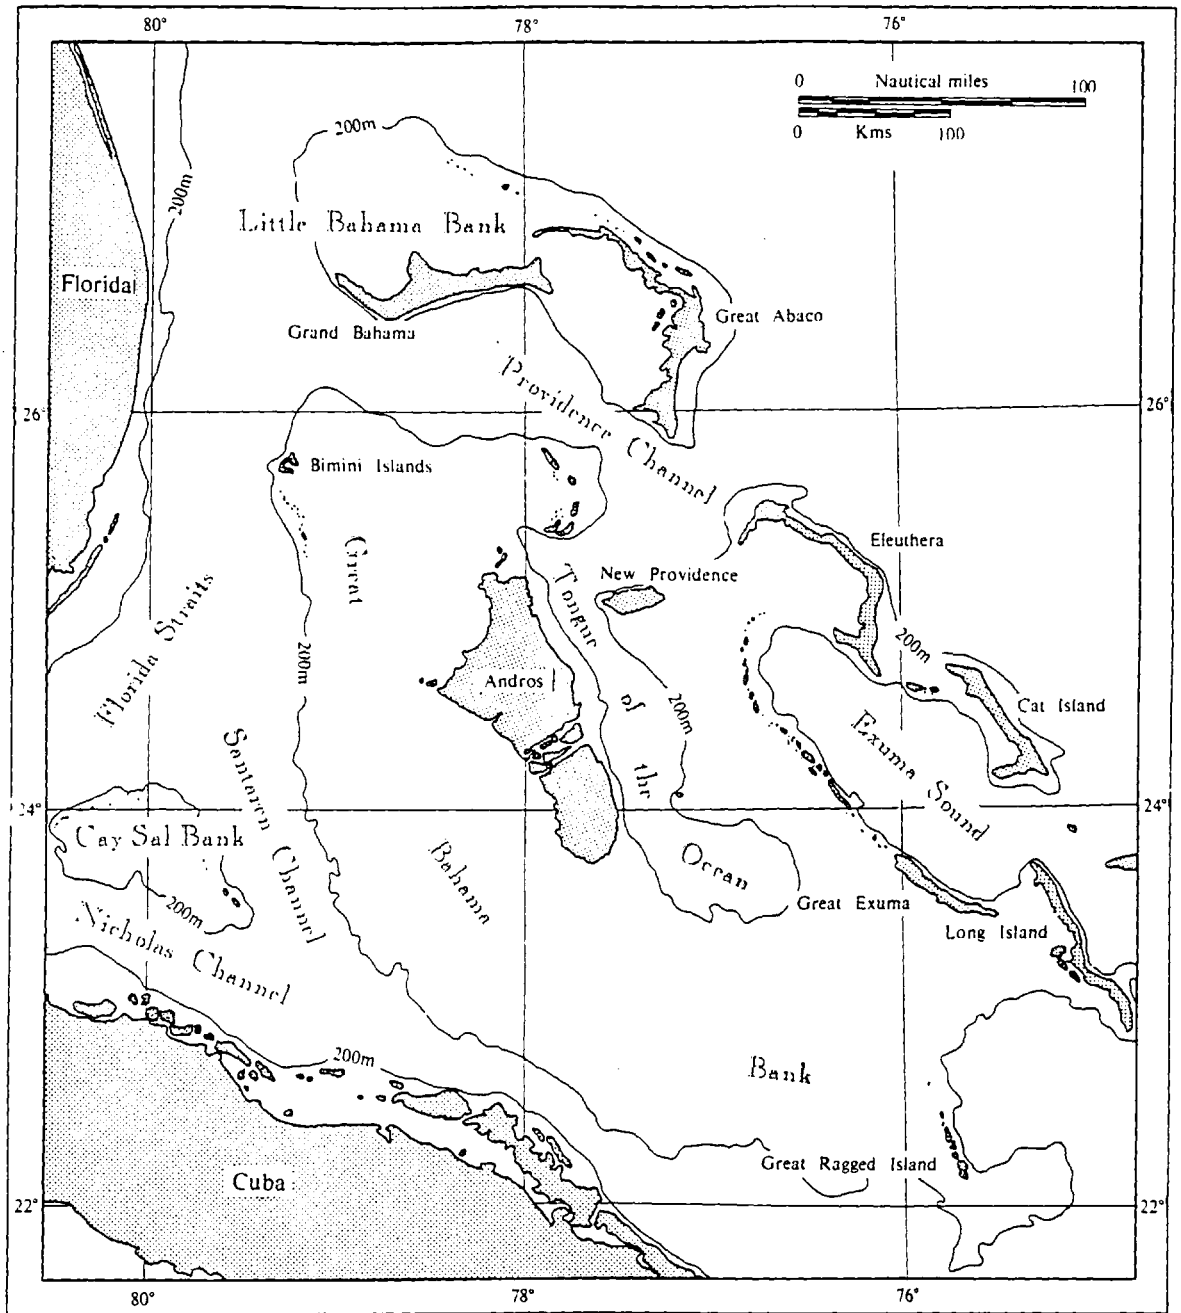 80°
78°
76°
0
Nautical miles
100
0
Kms
100
200m
200m
Little Bahama Bank
Florida
Grand Bahama
Great Abaco
Providence Channel
26°
26°
Bimini Islands
Great
Eleuthera
New Providence
Tongue
Florida Straits
200m
200m
Andros
of
200m
Cat Island
the
Exuma Sound
Santaren Channel
24°
24°
Cay Sal Bank
Bahama
Ocean
200m
Great Exuma
Nicholas Channel
Long Island
200m
Bank
Great Ragged Island
Cuba
22°
22°
80°
78°
76°